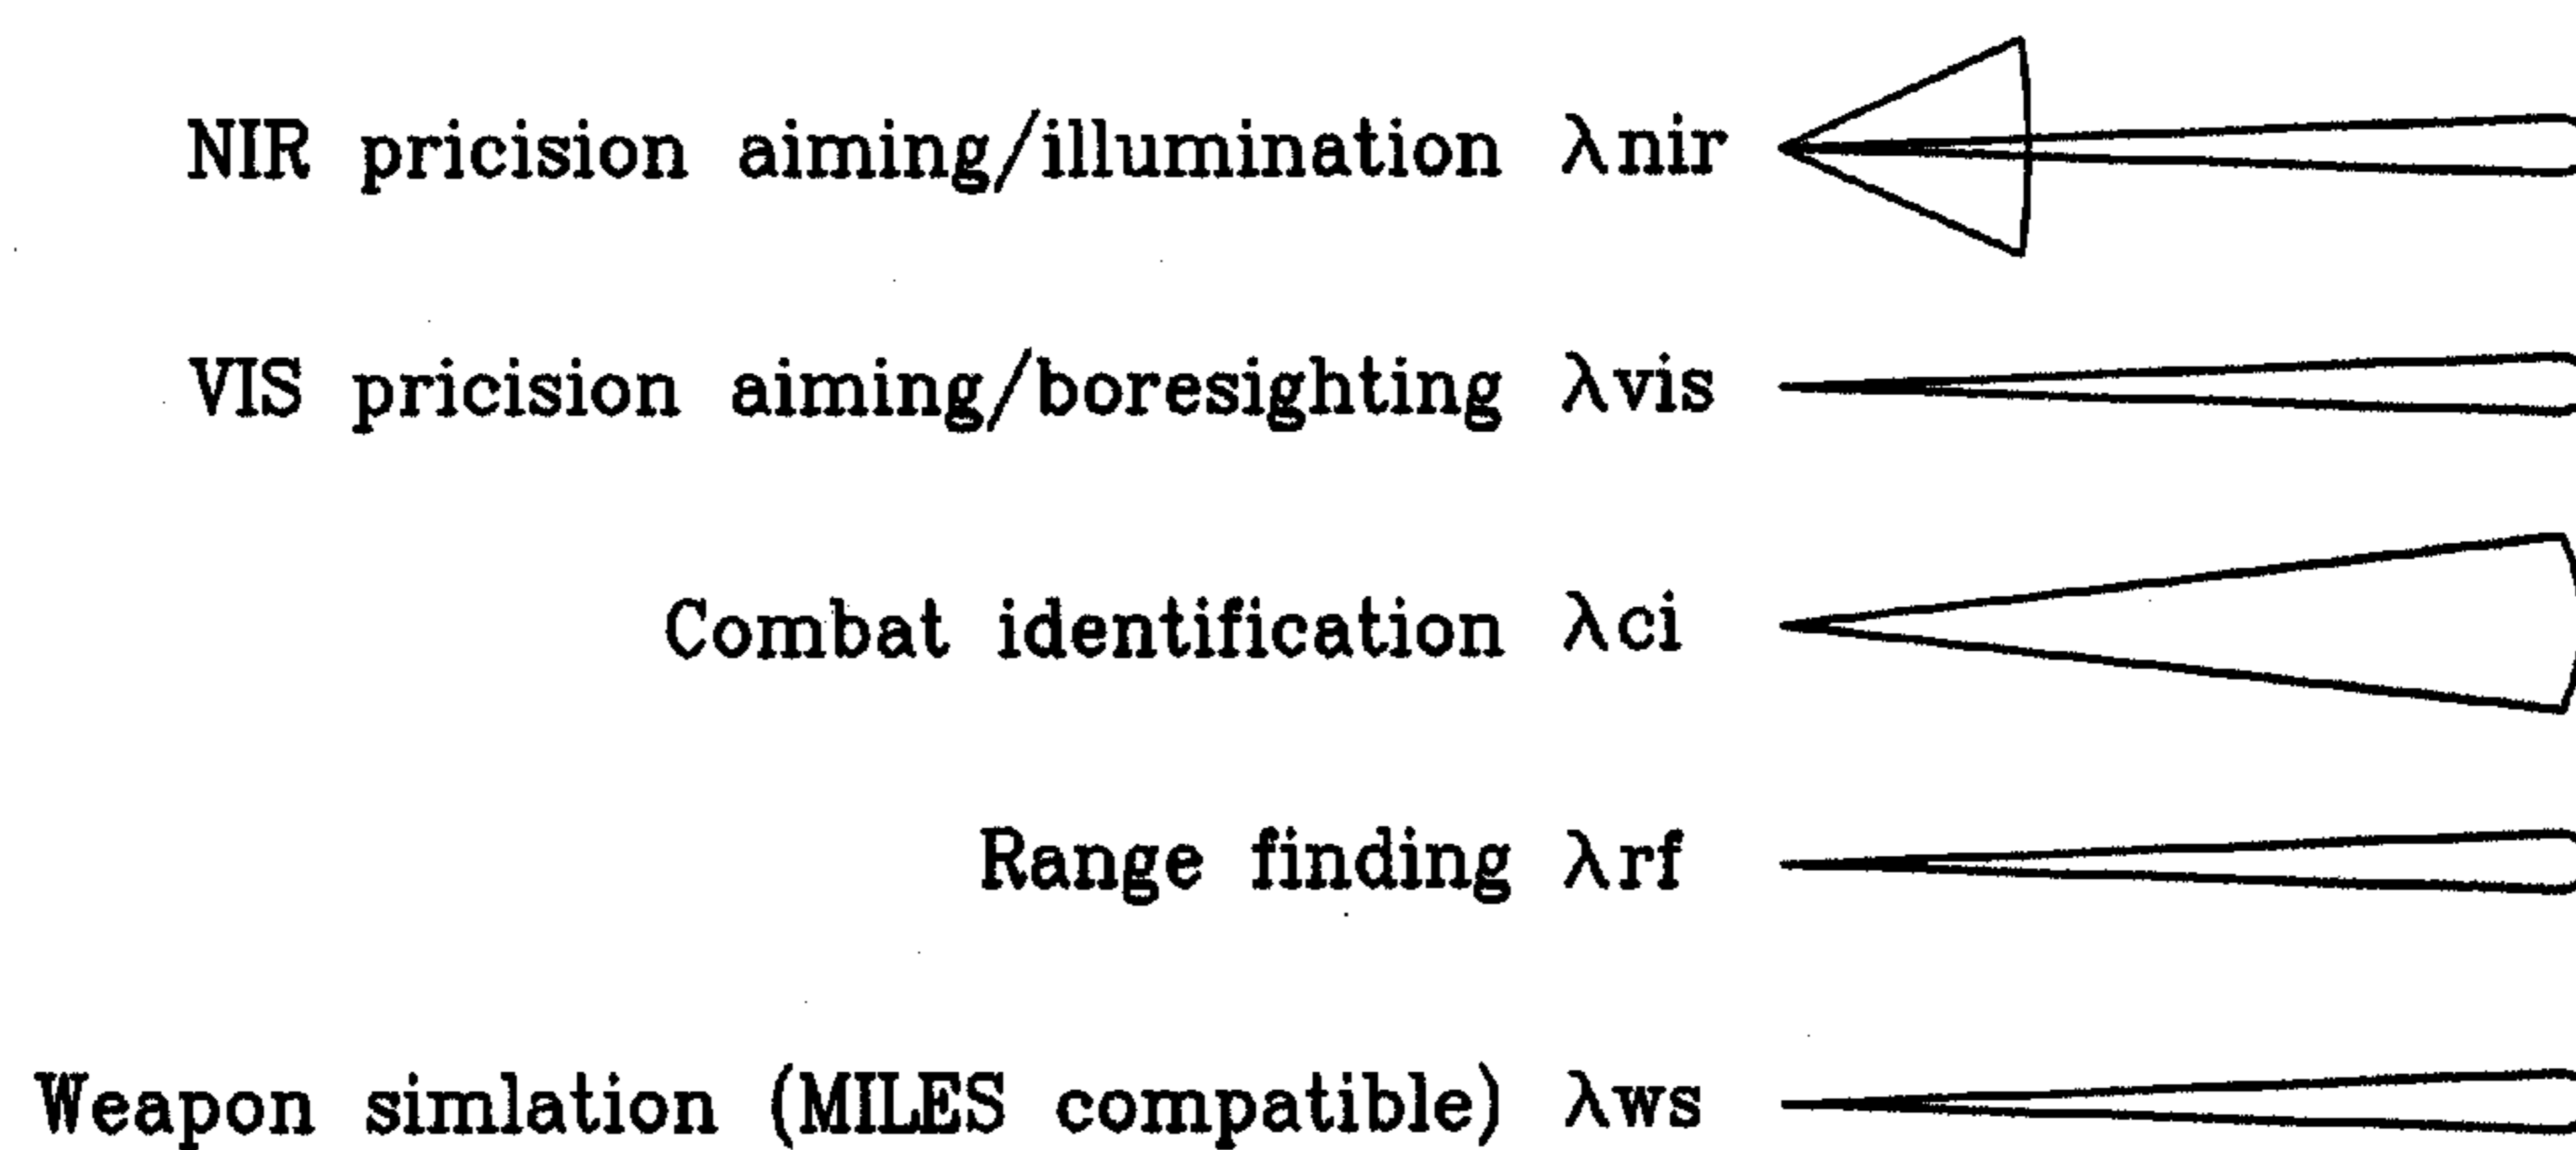 NIR pricision aiming/illumination λnir
VIS pricision aiming/boresighting λvis
Combat identification λci
Range finding λrf
Weapon simlation (MILES compatible) λws